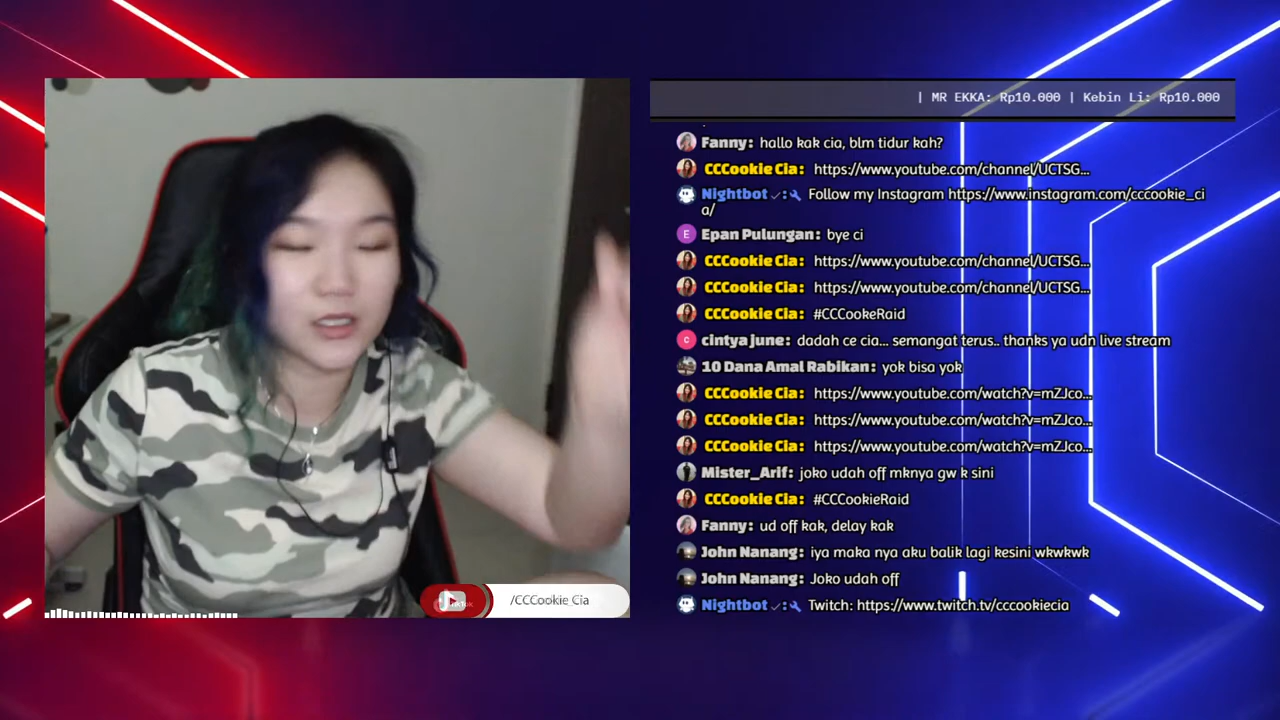 | MR EKKA: Rp10.000 | Kebin Li: Rp10.000
Fanny: hallo kak cia, blm tidur kah?
CCCookie Cia: https://www.youtube.com/channel/UCTSG...
Nightbot: Follow my Instagram https://www.instagram.com/cccookie_ci
a/
E Epan Pulungan: bye ci
CCCookie Cia: https://www.youtube.com/channel/UCTSG...
CCCookie Cia: https://www.youtube.com/channel/UCTSG...
CCCookie Cia: #CCCookeRaid
C cintya june: dadah ce cia... semangat terus.. thanks ya udn live stream
10 Dana Amal Rabikan: yok bisa yok
CCCookie Cia: https://www.youtube.com/watch?v=mZJco...
CCCookie Cia: https://www.youtube.com/watch?v=mZJco...
CCCookie Cia: https://www.youtube.com/watch?v=mZJco...
Mister_Arif: joko udah off mknya gw k sini
CCCookie Cia: #CCCookieRaid
Fanny: ud off kak, delay kak
John Nanang: iya maka nya aku balik lagi kesini wkwkwk
John Nanang: Joko udah off
Nightbot: Twitch: https://www.twitch.tv/cccookiecia
/CCCookie Cia